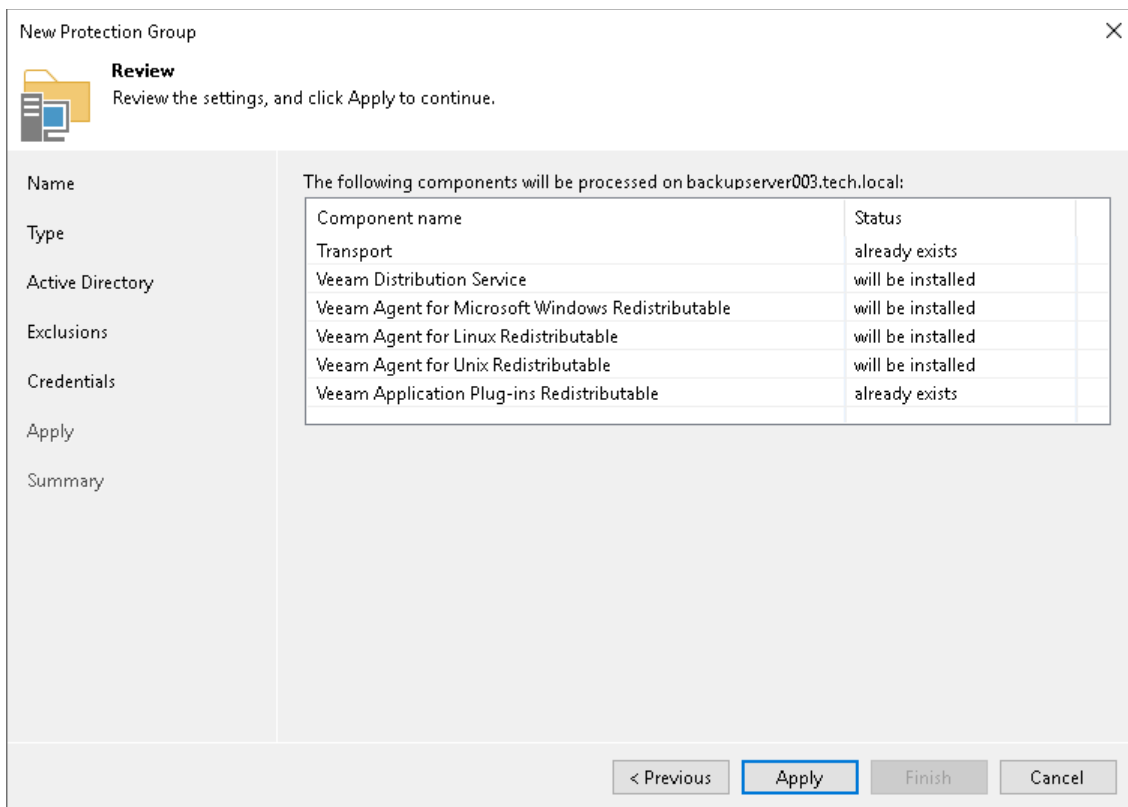 New Protection Group
Review
Review the settings, and click Apply to continue.
Name
Type
Active Directory
Exclusions
Credentials
Apply
Summary
The following components will be processed on backupserver003.tech.local:
Component name Status
Transport already exists
Veeam Distribution Service will be installed
Veeam Agent for Microsoft Windows Redistributable will be installed
Veeam Agent for Linux Redistributable will be installed
Veeam Agent for Unix Redistributable will be installed
Veeam Application Plug-ins Redistributable already exists
< Previous Apply Finish Cancel